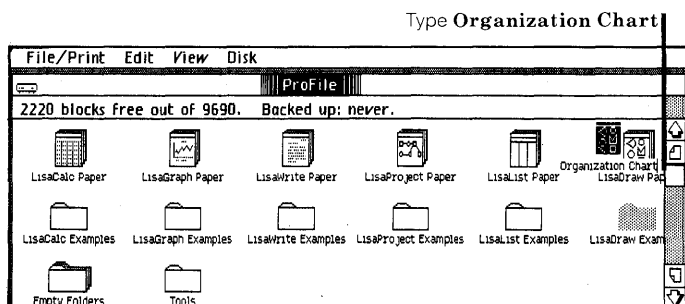 Type Organization Chart
File/Print Edit View Disk
ProFile
2220 blocks free out of 9690. Backed up: never.
LisaCalc Paper LisaGraph Paper LisaWrite Paper LisaProject Paper LisaList Paper Organization Chart LisaDraw Pap
LisaCalc Examples LisaGraph Examples LisaWrite Examples LisaProject Examples LisaList Examples LisaDraw Exam
Empty Folders Tools